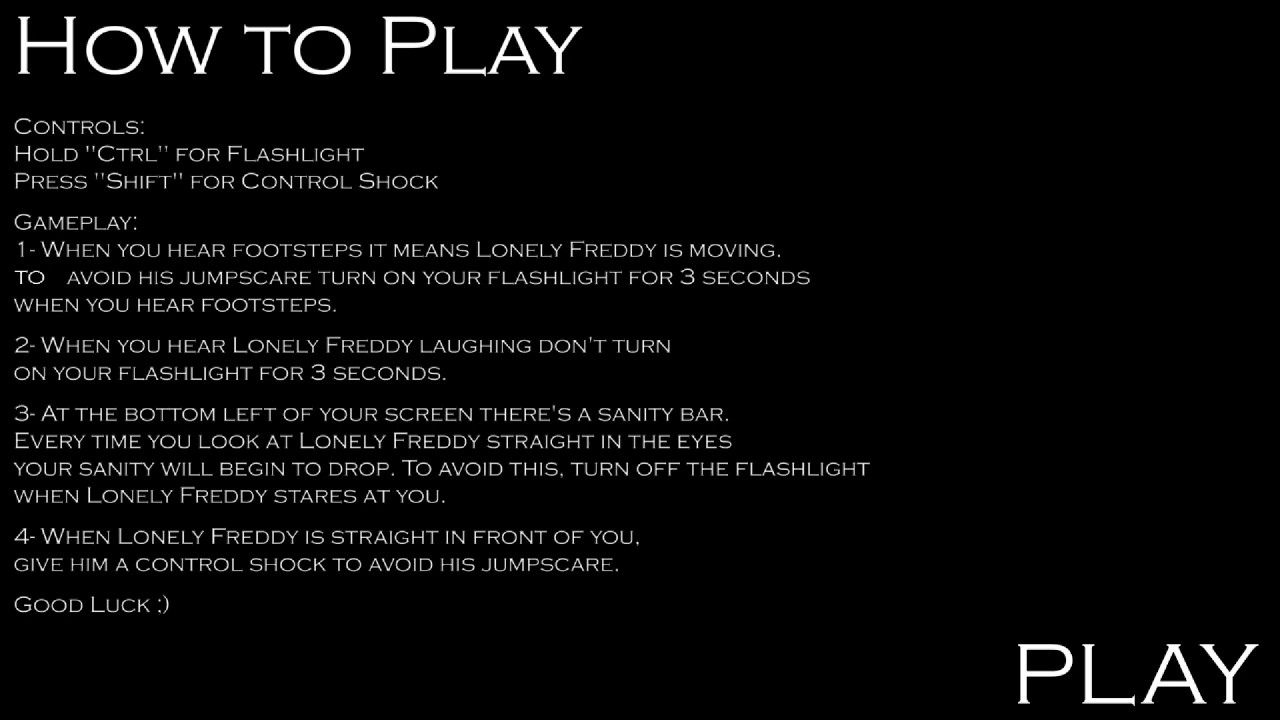 How to Play
Controls:
Hold "Ctrl" for Flashlight
Press "Shift" for Control Shock
Gameplay:
1- When you hear footsteps it means Lonely Freddy is moving.
to avoid his jumpscare turn on your flashlight for 3 seconds
when you hear footsteps.
2- When you hear Lonely Freddy laughing don't turn
on your flashlight for 3 seconds.
3- At the bottom left of your screen there's a sanity bar.
Every time you look at Lonely Freddy straight in the eyes
your sanity will begin to drop. To avoid this, turn off the flashlight
when Lonely Freddy stares at you.
4- When Lonely Freddy is straight in front of you,
give him a control shock to avoid his jumpscare.
Good Luck ;)
PLAY